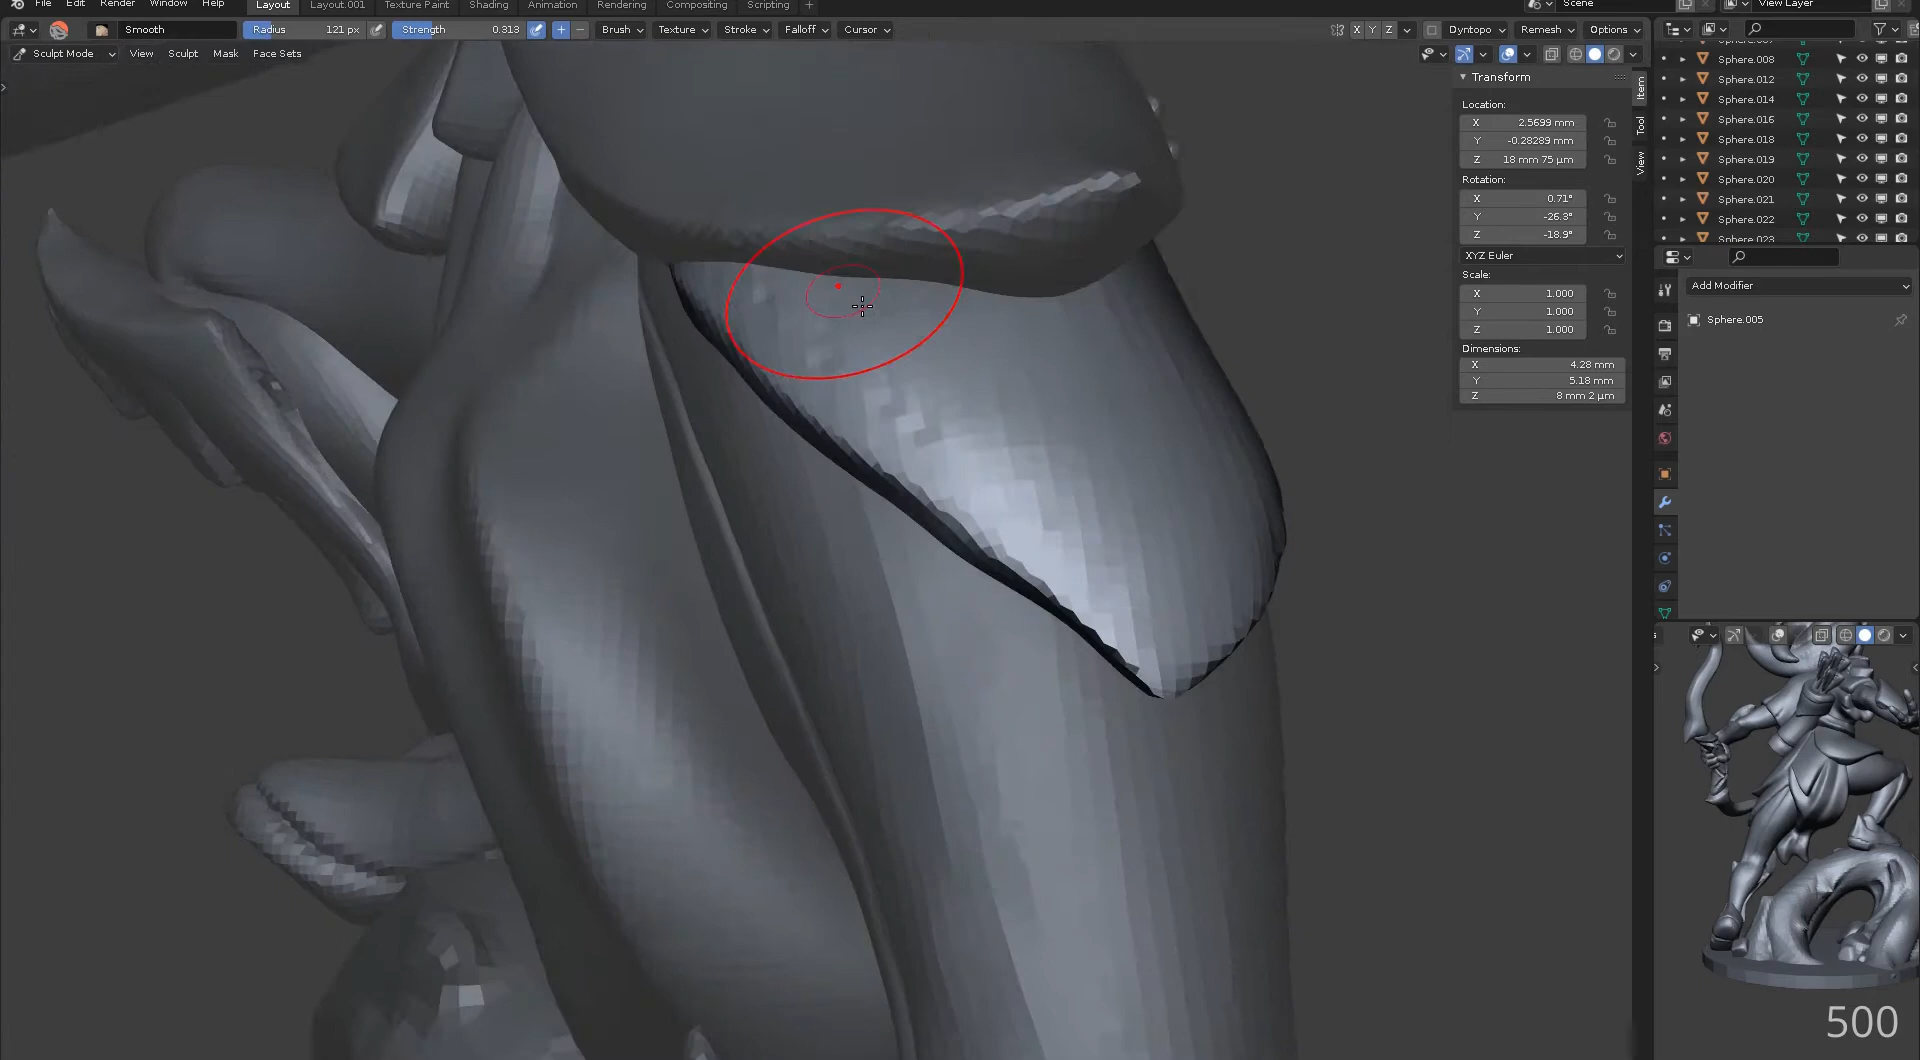 File Edit Render Window Help Layout Layout.001 Texture Paint Shading Animation Rendering Compositing Scripting + Scene View Layer
Smooth Radius 121 px Strength 0.313 Brush Texture Stroke Falloff Cursor X Y Z Dyntopo Remesh Options
Sculpt Mode View Sculpt Mask Face Sets
Transform
Location:
X 2.5699 mm
Y -0.28289 mm
Z 18 mm 75 µm
Rotation:
X 0.71°
Y -26.3°
Z -18.9°
XYZ Euler
Scale:
X 1.000
Y 1.000
Z 1.000
Dimensions:
X 4.28 mm
Y 5.18 mm
Z 8 mm 2 µm
Item
Tool
View
Sphere.008
Sphere.012
Sphere.014
Sphere.016
Sphere.018
Sphere.019
Sphere.020
Sphere.021
Sphere.022
Sphere.023
Add Modifier
Sphere.005
500